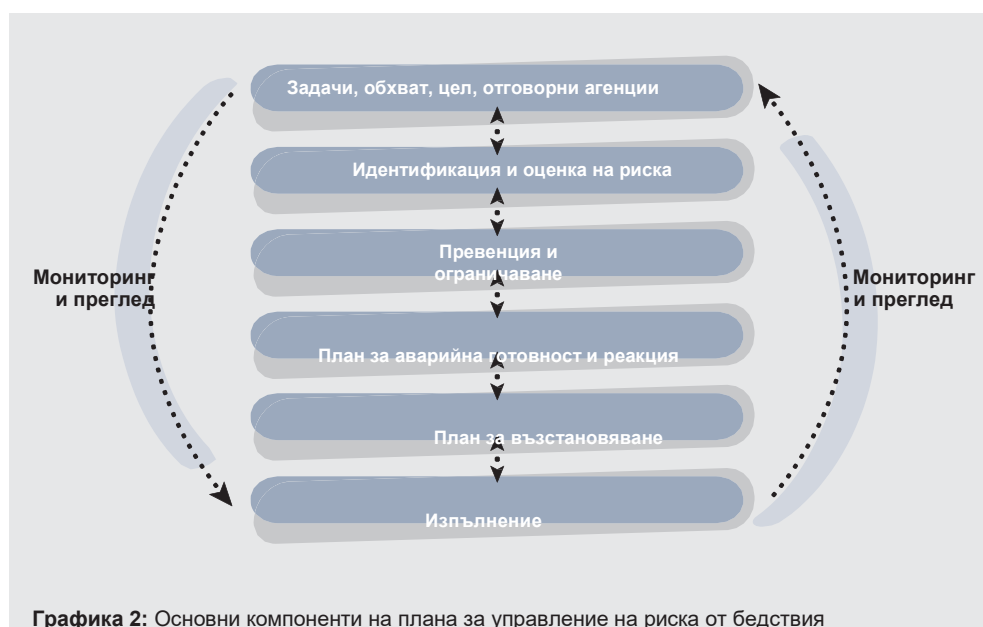 Задачи, обхват, цел, отговорни агенции
Идентификация и оценка на риска
Превенция и
ограничаване
Мониторинг
и преглед
Мониторинг
и преглед
План за аварийна готовност и реакция
План за възстановяване
Изпълнение
Графика 2: Основни компоненти на плана за управление на риска от бедствия